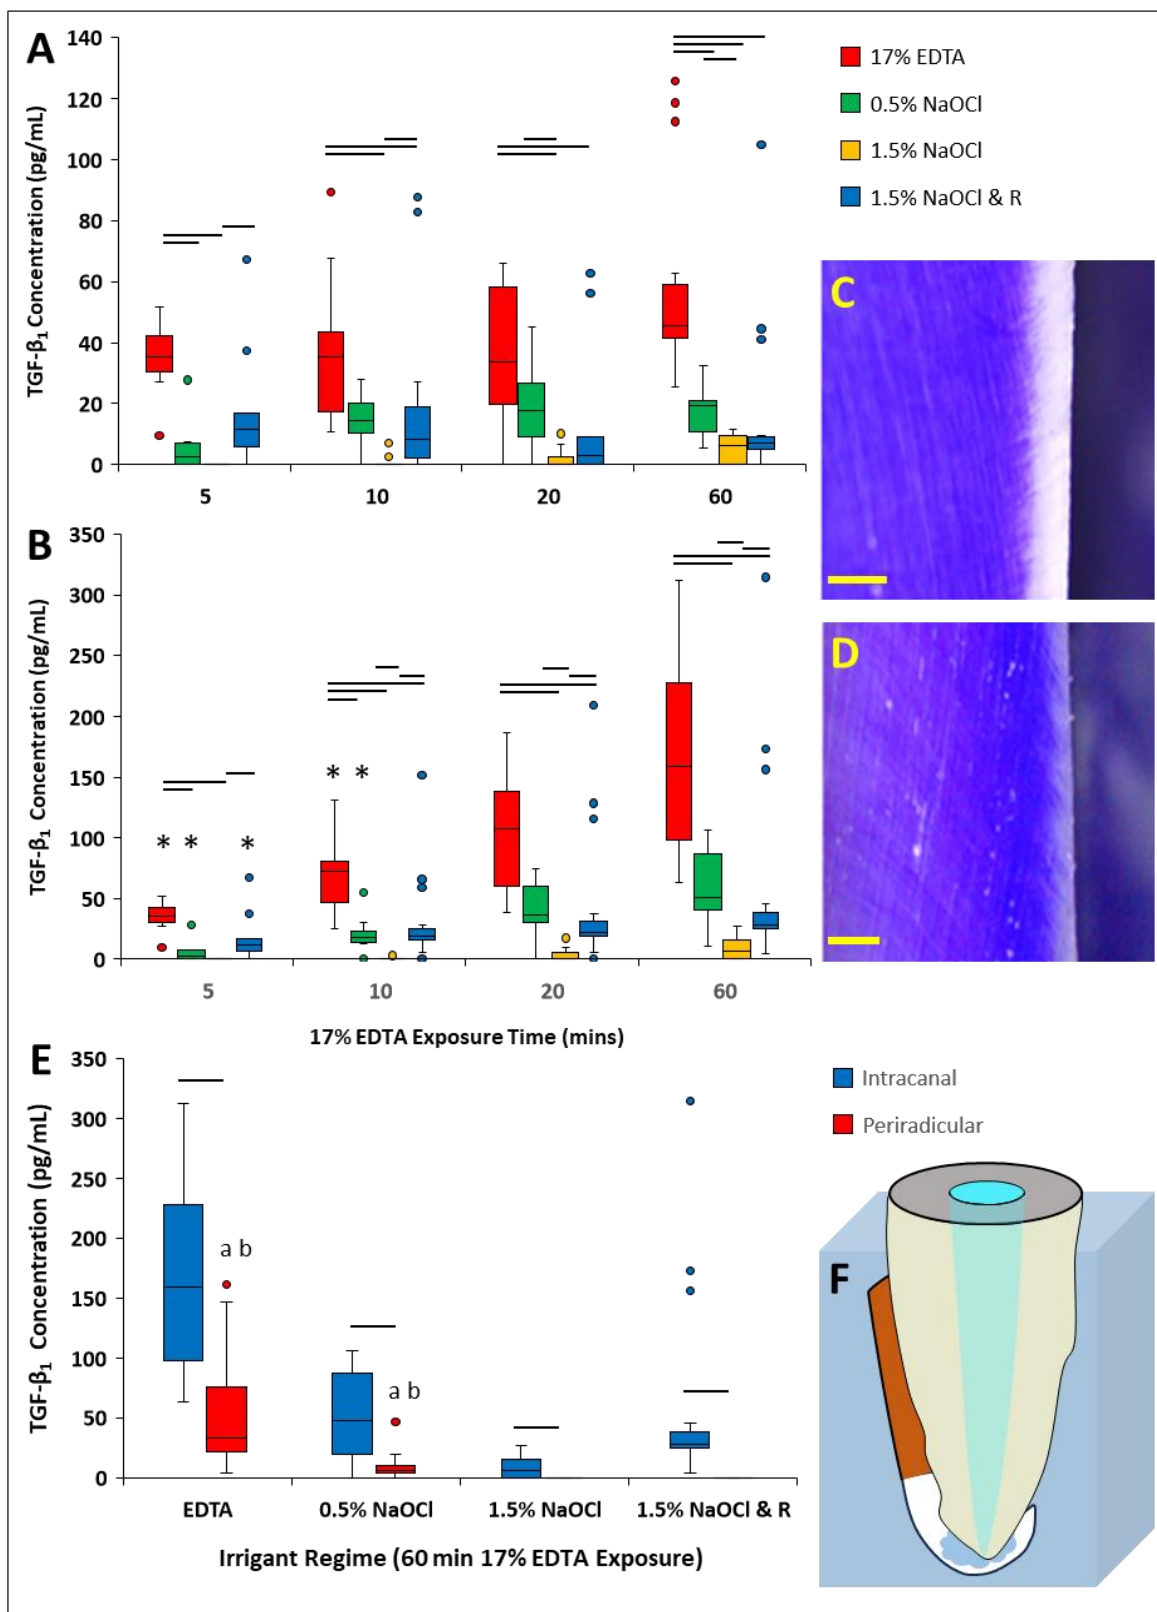 A
TGF-β₁ Concentration (pg/mL)
140
120
100
80
60
40
20
0
5 10 20 60
17% EDTA
0.5% NaOCl
1.5% NaOCl
1.5% NaOCl & R
C
B
TGF-β₁ Concentration (pg/mL)
350
300
250
200
150
100
50
0
* * *
* *
5 10 20 60
17% EDTA Exposure Time (mins)
D
E
TGF-β₁ Concentration (pg/mL)
350
300
250
200
150
100
50
0
a b
a b
EDTA 0.5% NaOCl 1.5% NaOCl 1.5% NaOCl & R
Irrigant Regime (60 min 17% EDTA Exposure)
Intracanal
Periradicular
F